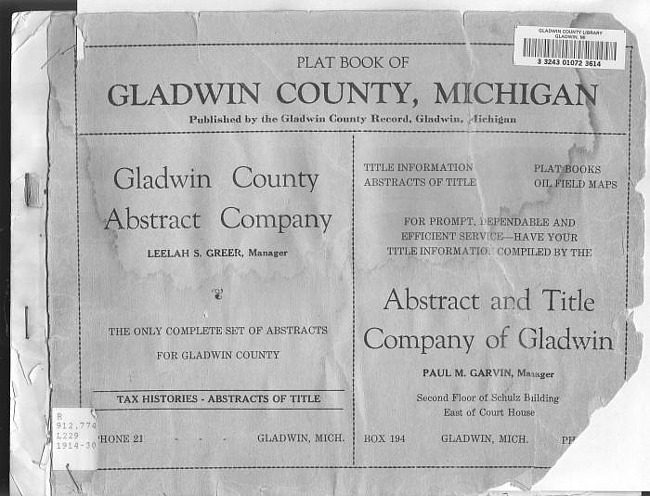 GLADWIN COUNTY LIBRARY
GLADWIN, MI
3 3243 01072 3614
PLAT BOOK OF
GLADWIN COUNTY, MICHIGAN
Published by the Gladwin County Record, Gladwin, Michigan
Gladwin County
Abstract Company
LEELAH S. GREER, Manager
THE ONLY COMPLETE SET OF ABSTRACTS
FOR GLADWIN COUNTY
TAX HISTORIES - ABSTRACTS OF TITLE
HONE 21 - - - GLADWIN, MICH.
TITLE INFORMATION PLAT BOOKS
ABSTRACTS OF TITLE OIL FIELD MAPS
FOR PROMPT, DEPENDABLE AND
EFFICIENT SERVICE—HAVE YOUR
TITLE INFORMATIO COMPILED BY THE
Abstract and Title
Company of Gladwin
PAUL M. GARVIN, Manager
Second Floor of Schulz Building
East of Court House
BOX 194 GLADWIN, MICH. PH
R
912.774
L229
1914-30